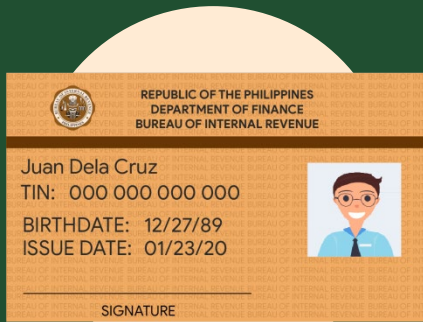 REPUBLIC OF THE PHILIPPINES
DEPARTMENT OF FINANCE
BUREAU OF INTERNAL REVENUE
Juan Dela Cruz
TIN: 000 000 000 000
BIRTHDATE: 12/27/89
ISSUE DATE: 01/23/20
SIGNATURE